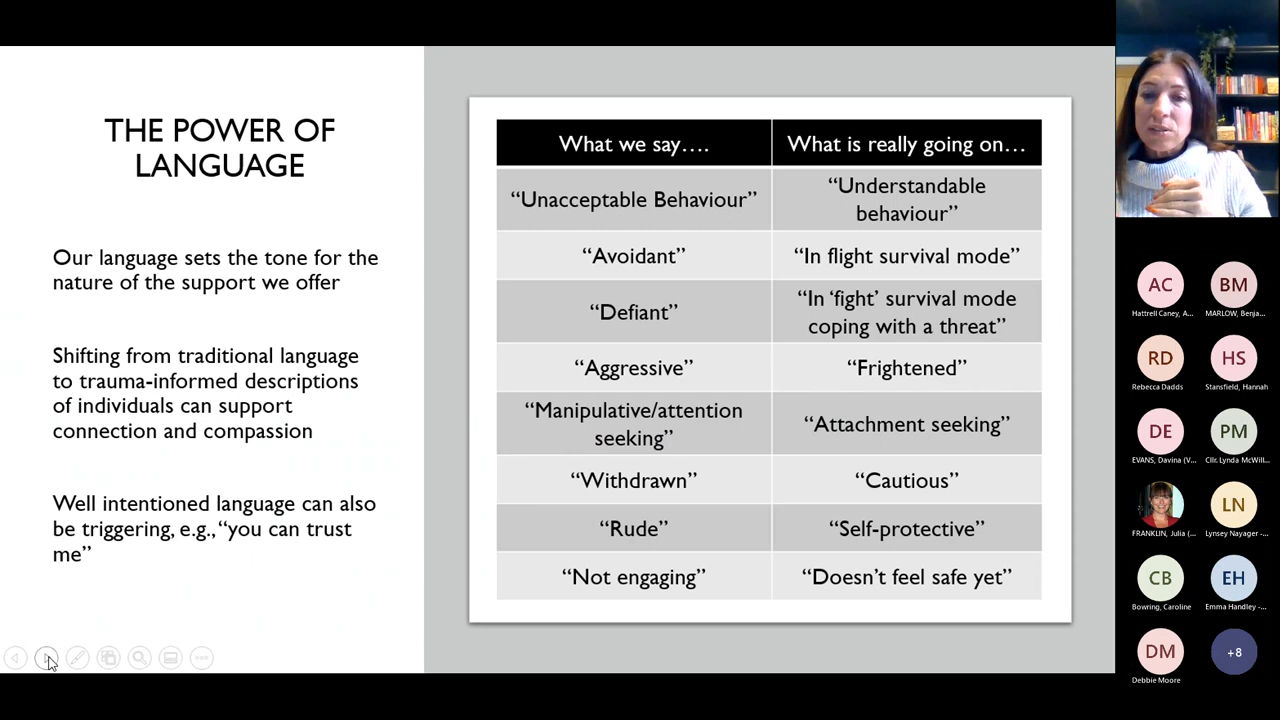 THE POWER OF
LANGUAGE
Our language sets the tone for the
nature of the support we offer
Shifting from traditional language
to trauma-informed descriptions
of individuals can support
connection and compassion
Well intentioned language can also
be triggering, e.g., “you can trust
me”
What we say…. What is really going on…
“Unacceptable Behaviour” “Understandable
behaviour”
“Avoidant” “In flight survival mode”
“Defiant” “In ‘fight’ survival mode
coping with a threat”
“Aggressive” “Frightened”
“Manipulative/attention
seeking” “Attachment seeking”
“Withdrawn” “Cautious”
“Rude” “Self-protective”
“Not engaging” “Doesn’t feel safe yet”
AC BM
Hattrell Caney, A... MARLOW, Benja...
RD HS
Rebecca Dadds Stansfield, Hannah
DE PM
EVANS, Davina (V... Cllr. Lynda McWill...
LN
FRANKLIN, Julia (... Lynsey Nayager -...
CB EH
Bowring, Caroline Emma Handley -...
DM +8
Debbie Moore